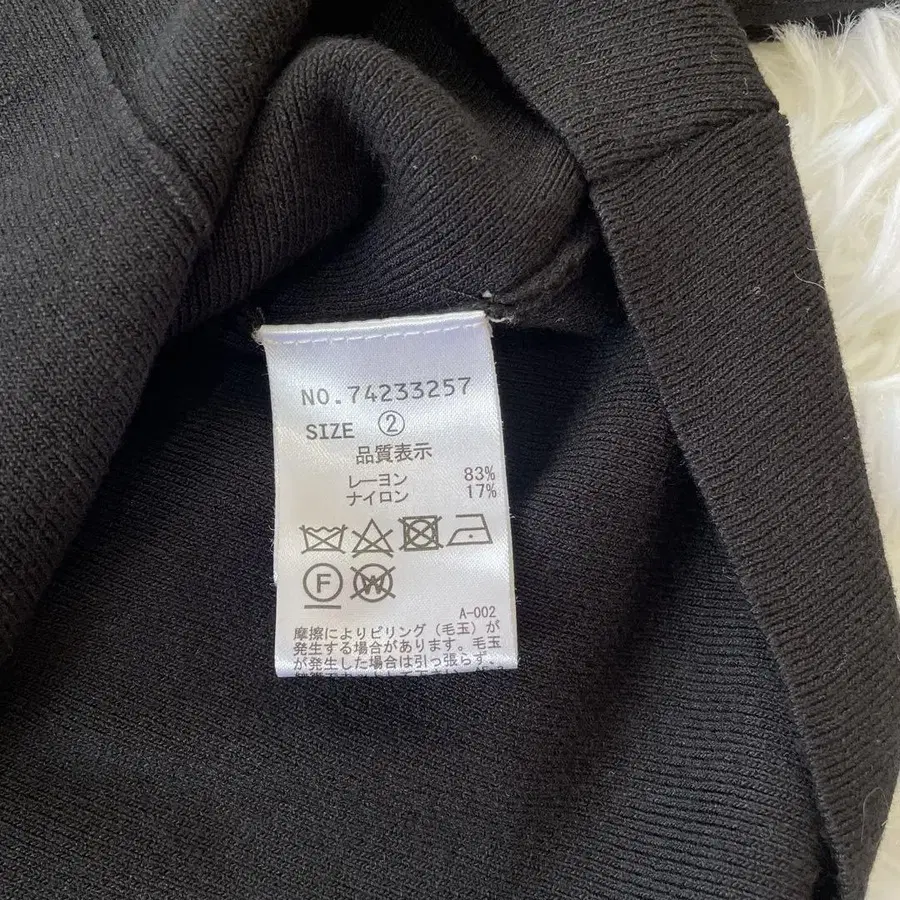 NO.74233257
SIZE ②
品質表示
レーヨン 83%
ナイロン 17%
F W
A-002
摩擦によりピリング(毛玉)が
発生する場合があります。毛玉
が発生した場合は引っ張らず、